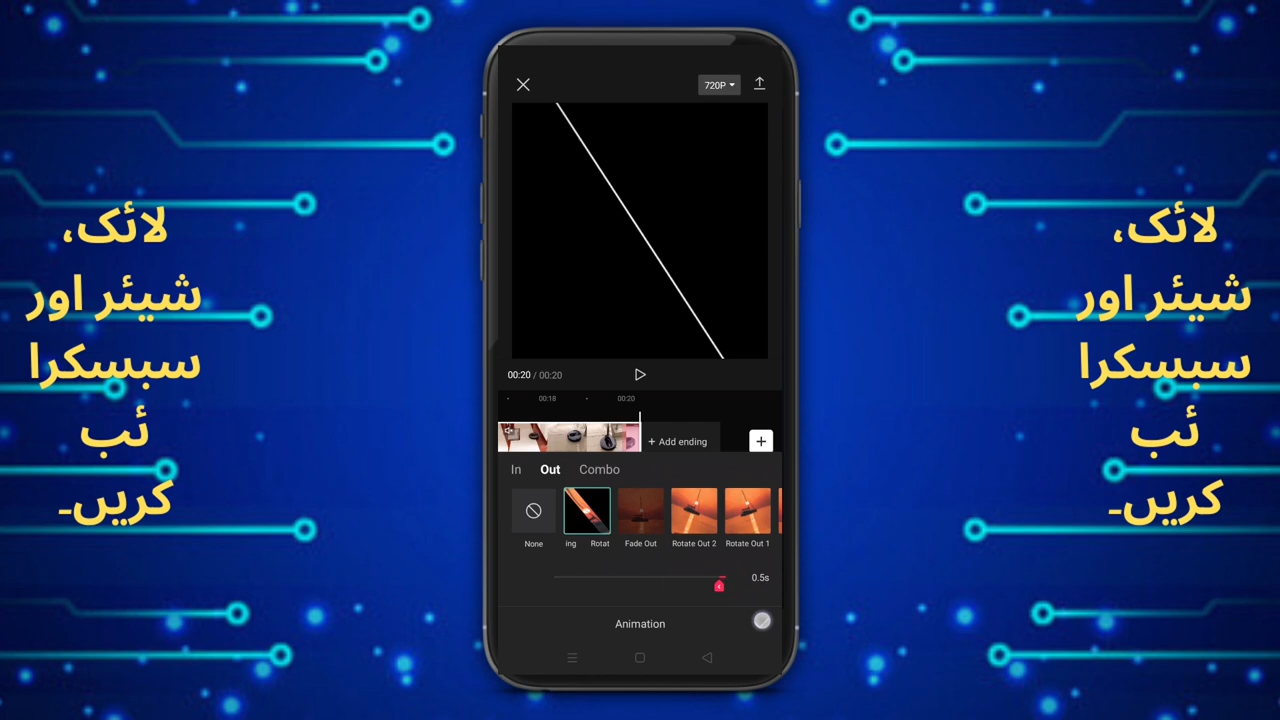 لائک،
شیئر اور
سبسکرا
ئب
کریں۔
720P
00:20 / 00:20
00:18
00:20
+ Add ending
In Out Combo
None
ing Rotat
Fade Out
Rotate Out 2
Rotate Out 1
0.5s
Animation
لائک،
شیئر اور
سبسکرا
ئب
کریں۔